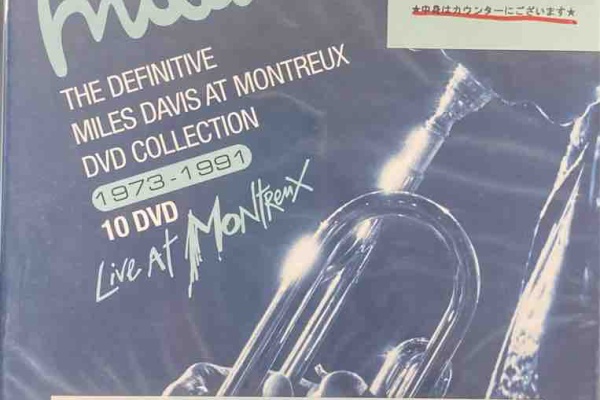 ★中身はカウンターにございます★
THE DEFINITIVE
MILES DAVIS AT MONTREUX
DVD COLLECTION
1973-1991
10 DVD
Live At Montreux